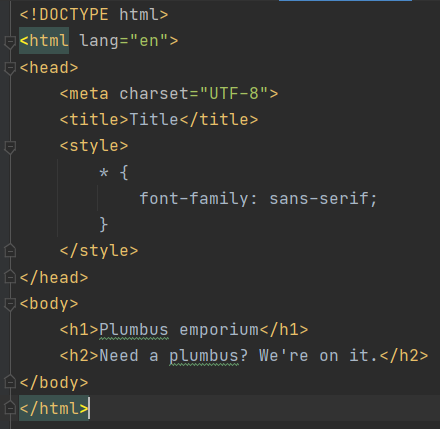 <!DOCTYPE html>
<html lang="en">
<head>
    <meta charset="UTF-8">
    <title>Title</title>
    <style>
        * {
            font-family: sans-serif;
        }
    </style>
</head>
<body>
    <h1>Plumbus emporium</h1>
    <h2>Need a plumbus? We're on it.</h2>
</body>
</html>